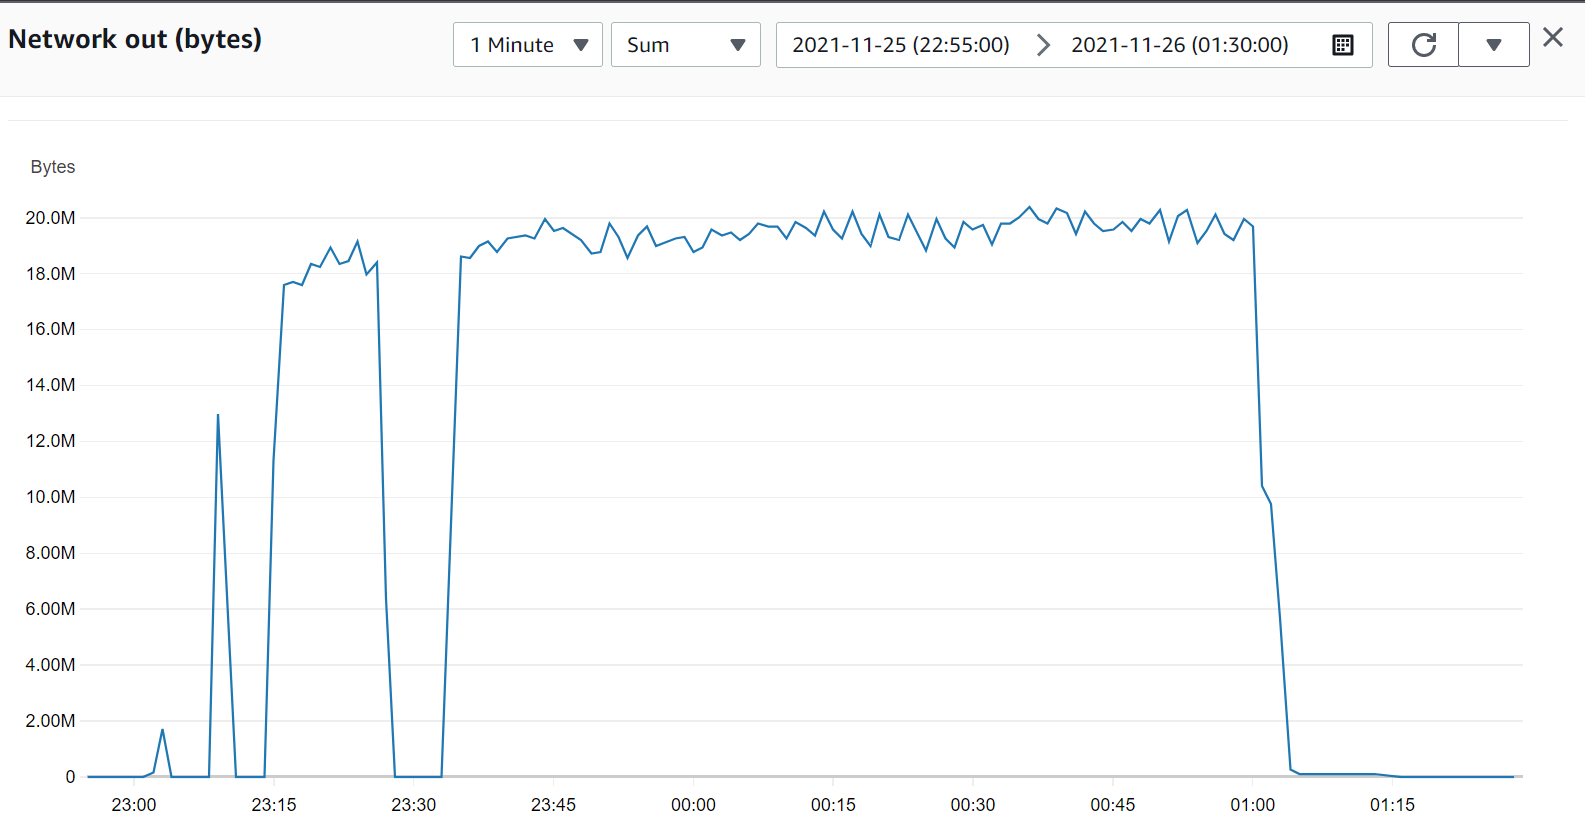 Network out (bytes)
1 Minute
Sum
2021-11-25 (22:55:00)
2021-11-26 (01:30:00)
Bytes
20.0M
18.0M
16.0M
14.0M
12.0M
10.0M
8.00M
6.00M
4.00M
2.00M
0
23:00 23:15 23:30 23:45 00:00 00:15 00:30 00:45 01:00 01:15